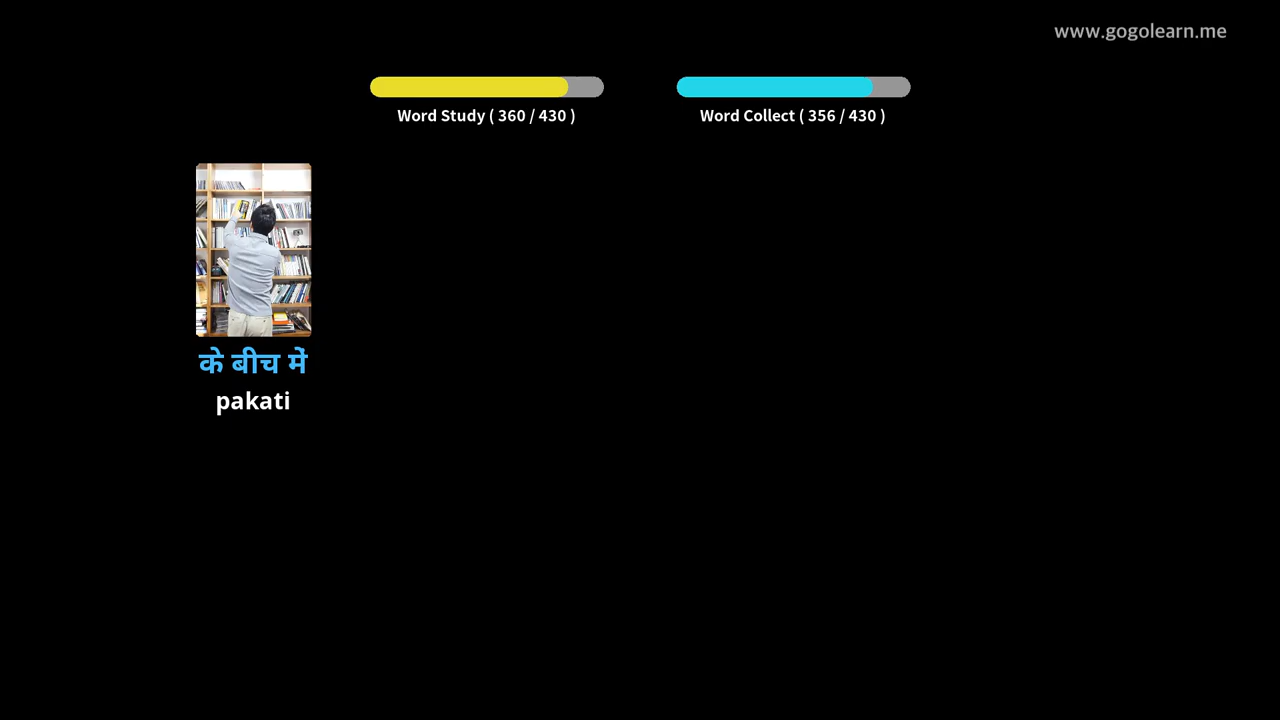 www.gogolearn.me
Word Study ( 360 / 430 )
Word Collect ( 356 / 430 )
के बीच में
pakati